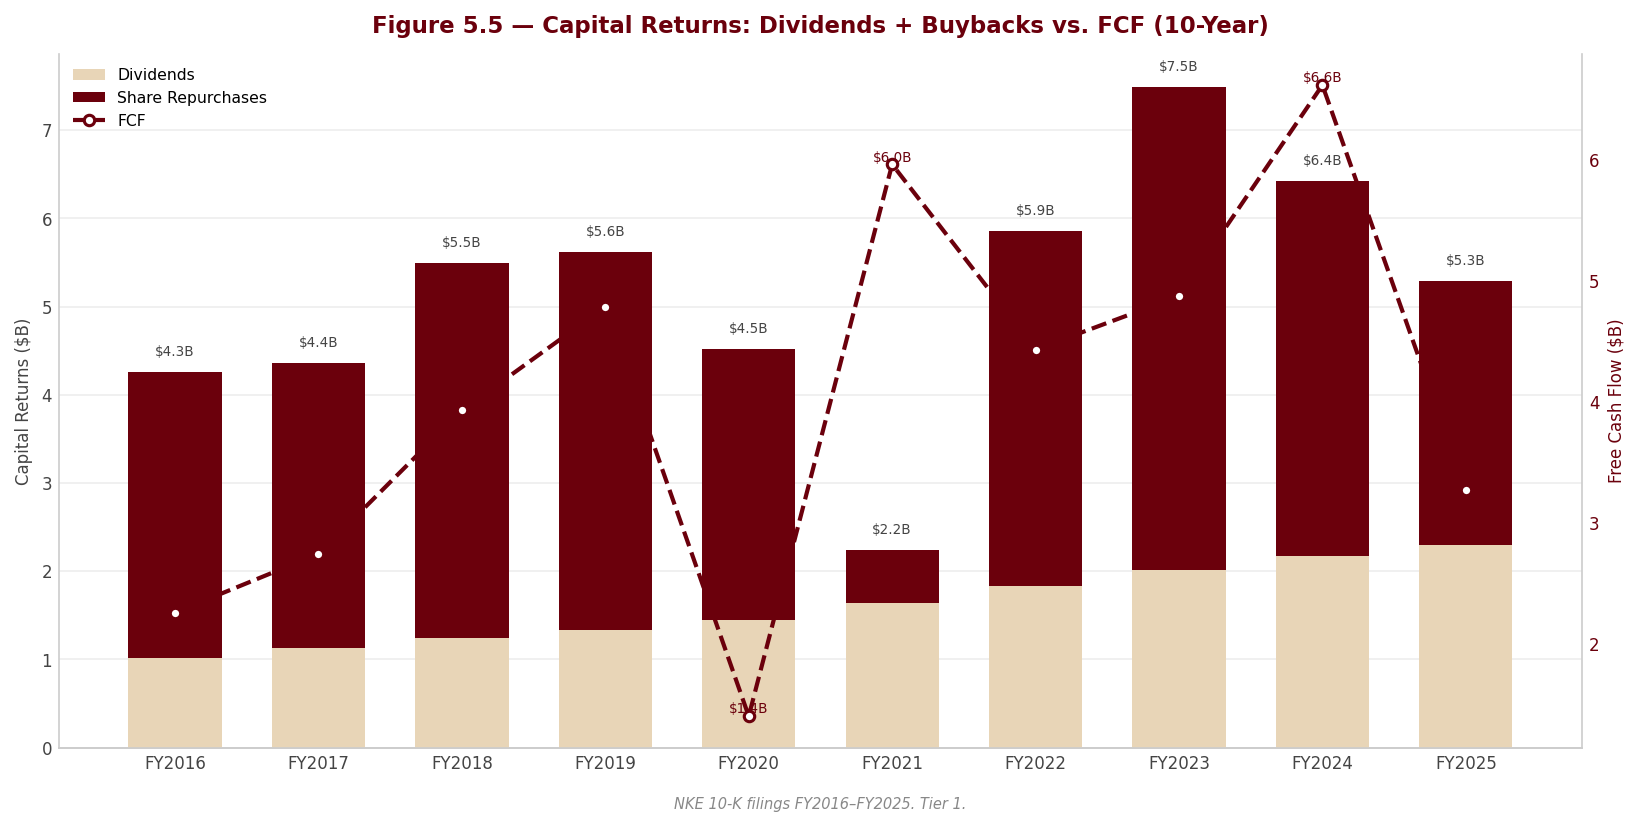 Figure 5.5 — Capital Returns: Dividends + Buybacks vs. FCF (10-Year)
Dividends
Share Repurchases
FCF
Capital Returns ($B)
7
6
5
4
3
2
1
0
$4.3B
$4.4B
$5.5B
$5.6B
$4.5B
$2.2B
$5.9B
$7.5B
$6.4B
$5.3B
$1.4B
$6.0B
$6.6B
6
5
4
3
2
Free Cash Flow ($B)
FY2016
FY2017
FY2018
FY2019
FY2020
FY2021
FY2022
FY2023
FY2024
FY2025
NKE 10-K filings FY2016–FY2025. Tier 1.